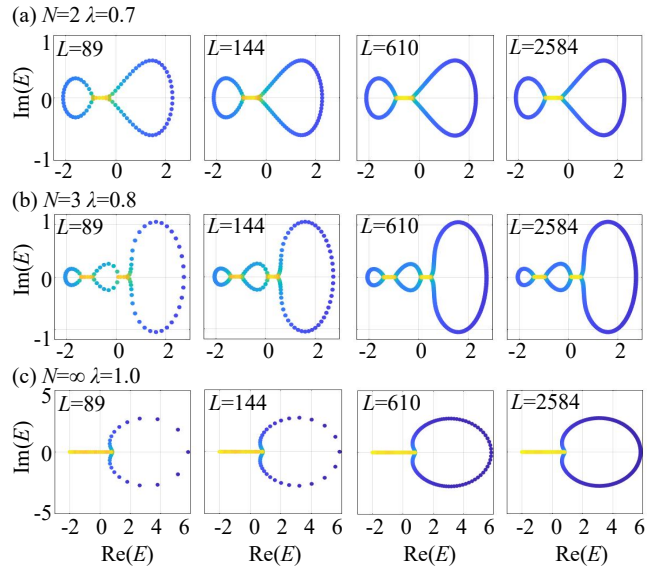 (a) N=2 λ=0.7
L=89 L=144 L=610 L=2584
Im(E)
1
0
-1
-2 0 2 -2 0 2 -2 0 2 -2 0 2
(b) N=3 λ=0.8
L=89 L=144 L=610 L=2584
Im(E)
1
0
-1
-2 0 2 -2 0 2 -2 0 2 -2 0 2
(c) N=∞ λ=1.0
L=89 L=144 L=610 L=2584
Im(E)
5
0
-5
-2 0 2 4 6 -2 0 2 4 6 -2 0 2 4 6 -2 0 2 4 6
Re(E) Re(E) Re(E) Re(E)